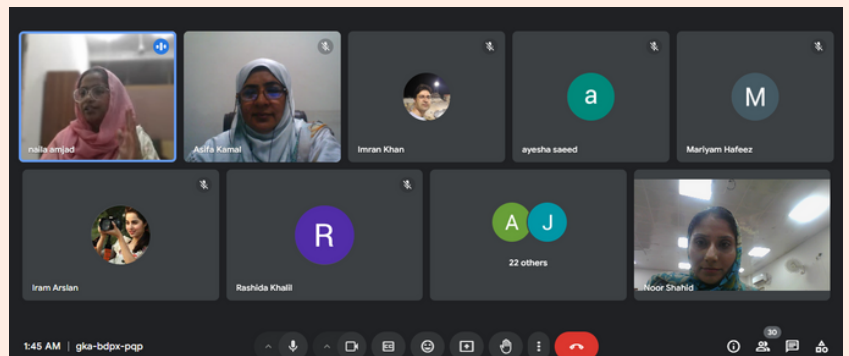 naila amjad
Asifa Kamal
Imran Khan
a
ayesha saeed
M
Mariyam Hafeez
Iram Arslan
R
Rashida Khalil
A J
22 others
Noor Shahid
1:45 AM | gka-bdpx-pqp
CC
30